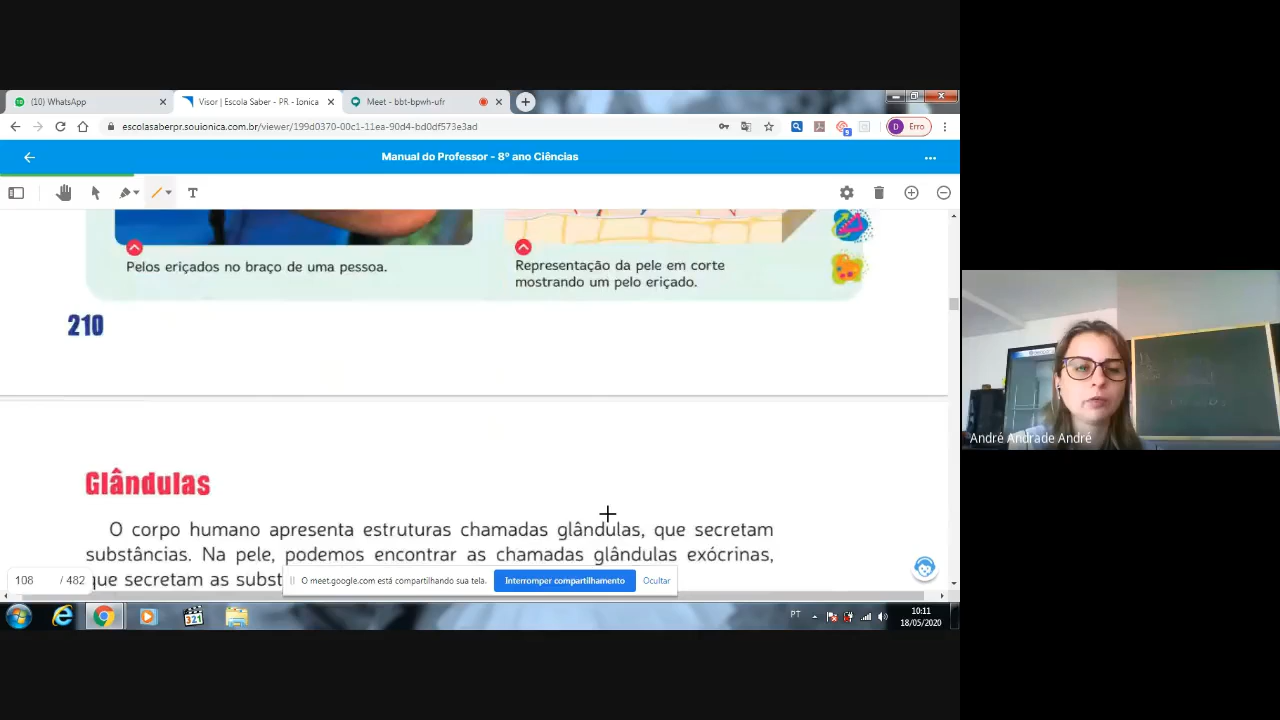 (10) WhatsApp
Visor | Escola Saber - PR - Ionica
Meet - bbt-bpwh-ufr
escolasaberpr.souionica.com.br/viewer/199d0370-00c1-11ea-90d4-bd0df573e3ad
D Erro
Manual do Professor - 8º ano Ciências
T
Pelos eriçados no braço de uma pessoa.
Representação da pele em corte
mostrando um pelo eriçado.
210
Glândulas
O corpo humano apresenta estruturas chamadas glândulas, que secretam
substâncias. Na pele, podemos encontrar as chamadas glândulas exócrinas,
que secretam as subst
108 / 482
O meet.google.com está compartilhando sua tela.
Interromper compartilhamento
Ocultar
321
PT
10:11
18/05/2020
André Andrade André